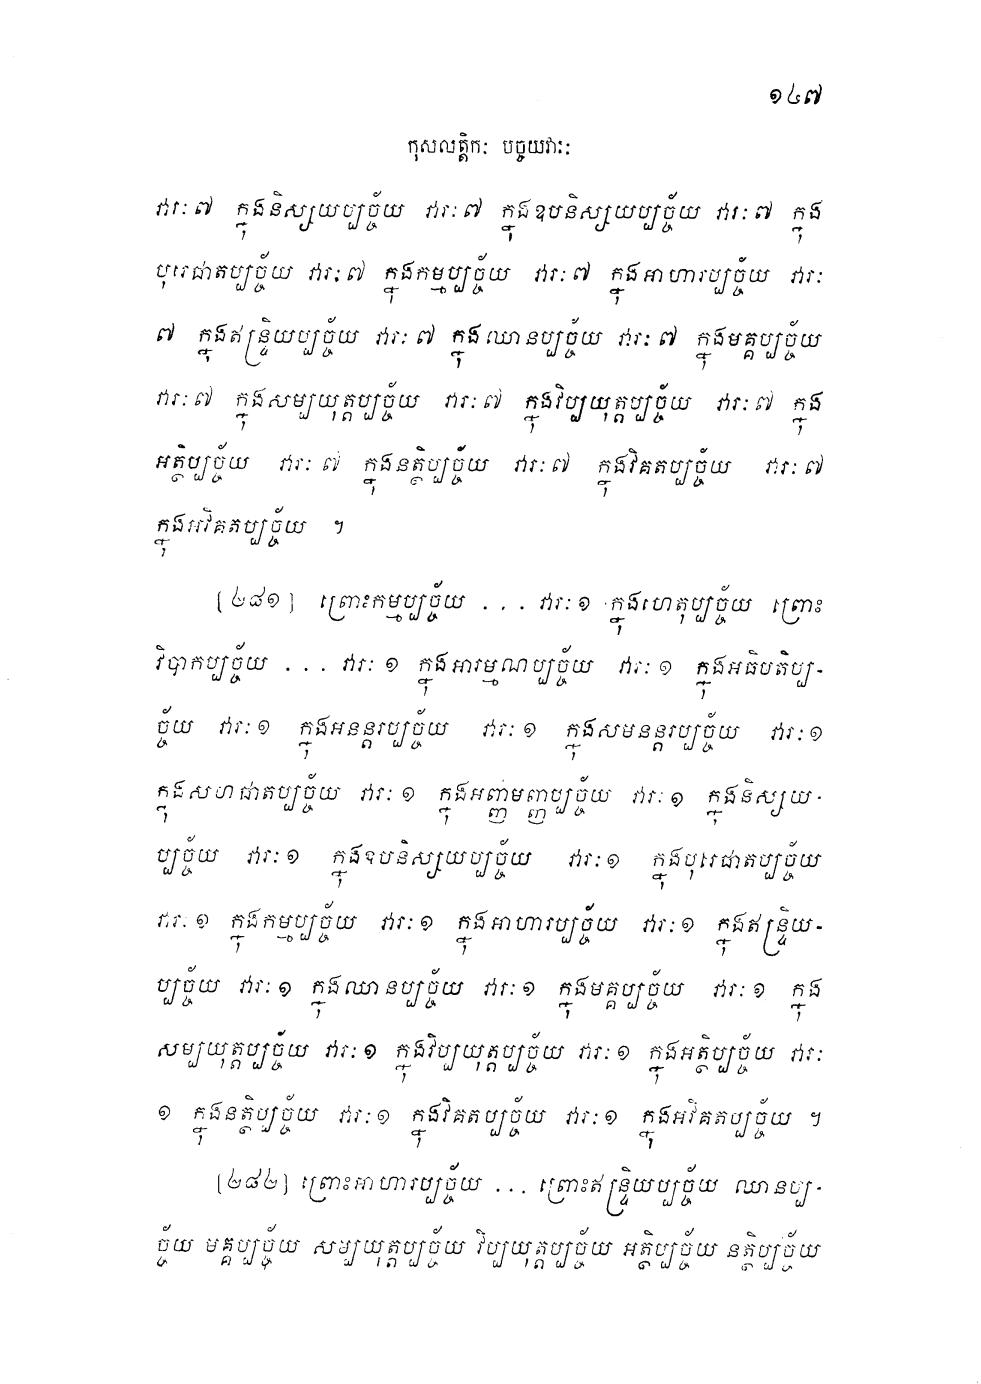 ១៤៧
កុសលត្តិកៈ បច្ចយវារៈ
វារៈ៧ ក្នុងនិស្សយប្បច្ច័យ វារៈ៧ ក្នុងឧបនិស្សយប្បច្ច័យ វារៈ៧ ក្នុង
បុរេជាតប្បច្ច័យ វារៈ៧ ក្នុងកម្មប្បច្ច័យ វារៈ៧ ក្នុងអាហារប្បច្ច័យ វារៈ
៧ ក្នុងឥន្ទ្រិយប្បច្ច័យ វារៈ៧ ក្នុងឈានប្បច្ច័យ វារៈ៧ ក្នុងមគ្គប្បច្ច័យ
វារៈ៧ ក្នុងសម្បយុត្តប្បច្ច័យ វារៈ៧ ក្នុងវិប្បយុត្តប្បច្ច័យ វារៈ៧ ក្នុង
អត្ថិប្បច្ច័យ វារៈ៧ ក្នុងនត្ថិប្បច្ច័យ វារៈ៧ ក្នុងវិគតប្បច្ច័យ វារៈ៧
ក្នុងអវិគតប្បច្ច័យ ។
[៤៨១] ព្រោះកម្មប្បច្ច័យ ... វារៈ១ ក្នុងហេតុប្បច្ច័យ ព្រោះ
វិបាកប្បច្ច័យ ... វារៈ១ ក្នុងអារម្មណប្បច្ច័យ វារៈ១ ក្នុងអធិបតិប្ប-
ច្ច័យ វារៈ១ ក្នុងអនន្តរប្បច្ច័យ វារៈ១ ក្នុងសមនន្តរប្បច្ច័យ វារៈ១
ក្នុងសហជាតប្បច្ច័យ វារៈ១ ក្នុងអញ្ញាមញ្ញប្បច្ច័យ វារៈ១ ក្នុងនិស្សយ-
ប្បច្ច័យ វារៈ១ ក្នុងឧបនិស្សយប្បច្ច័យ វារៈ១ ក្នុងបុរេជាតប្បច្ច័យ
វារៈ១ ក្នុងកម្មប្បច្ច័យ វារៈ១ ក្នុងអាហារប្បច្ច័យ វារៈ១ ក្នុងឥន្ទ្រិយ-
ប្បច្ច័យ វារៈ១ ក្នុងឈានប្បច្ច័យ វារៈ១ ក្នុងមគ្គប្បច្ច័យ វារៈ១ ក្នុង
សម្បយុត្តប្បច្ច័យ វារៈ១ ក្នុងវិប្បយុត្តប្បច្ច័យ វារៈ១ ក្នុងអត្ថិប្បច្ច័យ វារៈ
១ ក្នុងនត្ថិប្បច្ច័យ វារៈ១ ក្នុងវិគតប្បច្ច័យ វារៈ១ ក្នុងអវិគតប្បច្ច័យ ។
[៤៨២] ព្រោះអាហារប្បច្ច័យ ... ព្រោះឥន្ទ្រិយប្បច្ច័យ ឈានប្ប-
ច្ច័យ មគ្គប្បច្ច័យ សម្បយុត្តប្បច្ច័យ វិប្បយុត្តប្បច្ច័យ អត្ថិប្បច្ច័យ នត្ថិប្បច្ច័យ